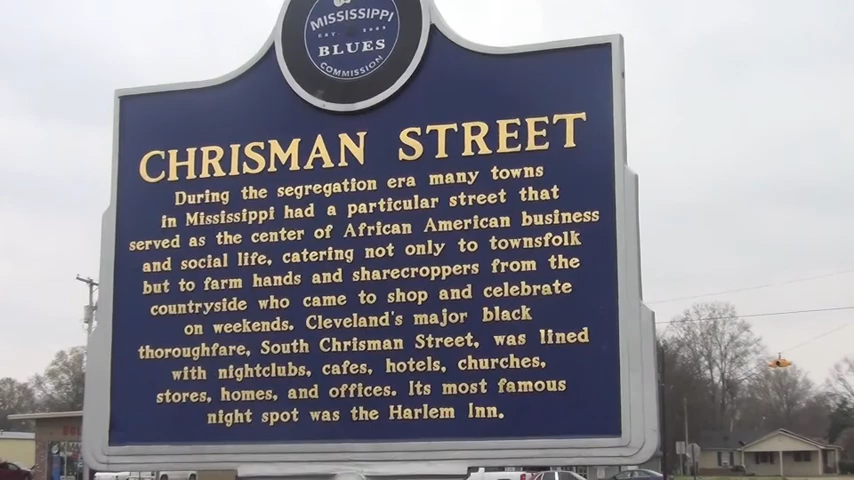 MISSISSIPPI
BLUES
COMMISSION
CHRISMAN STREET
During the segregation era many towns
in Mississippi had a particular street that
served as the center of African American business
and social life, catering not only to townsfolk
but to farm hands and sharecroppers from the
countryside who came to shop and celebrate
on weekends. Cleveland's major black
thoroughfare, South Chrisman Street, was lined
with nightclubs, cafes, hotels, churches,
stores, homes, and offices. Its most famous
night spot was the Harlem Inn.